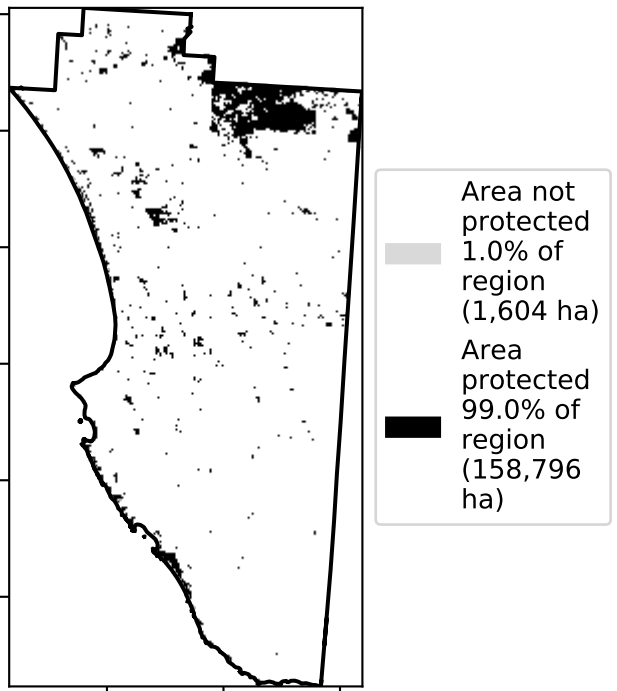 Area not
protected
1.0% of
region
(1,604 ha)
Area
protected
99.0% of
region
(158,796
ha)